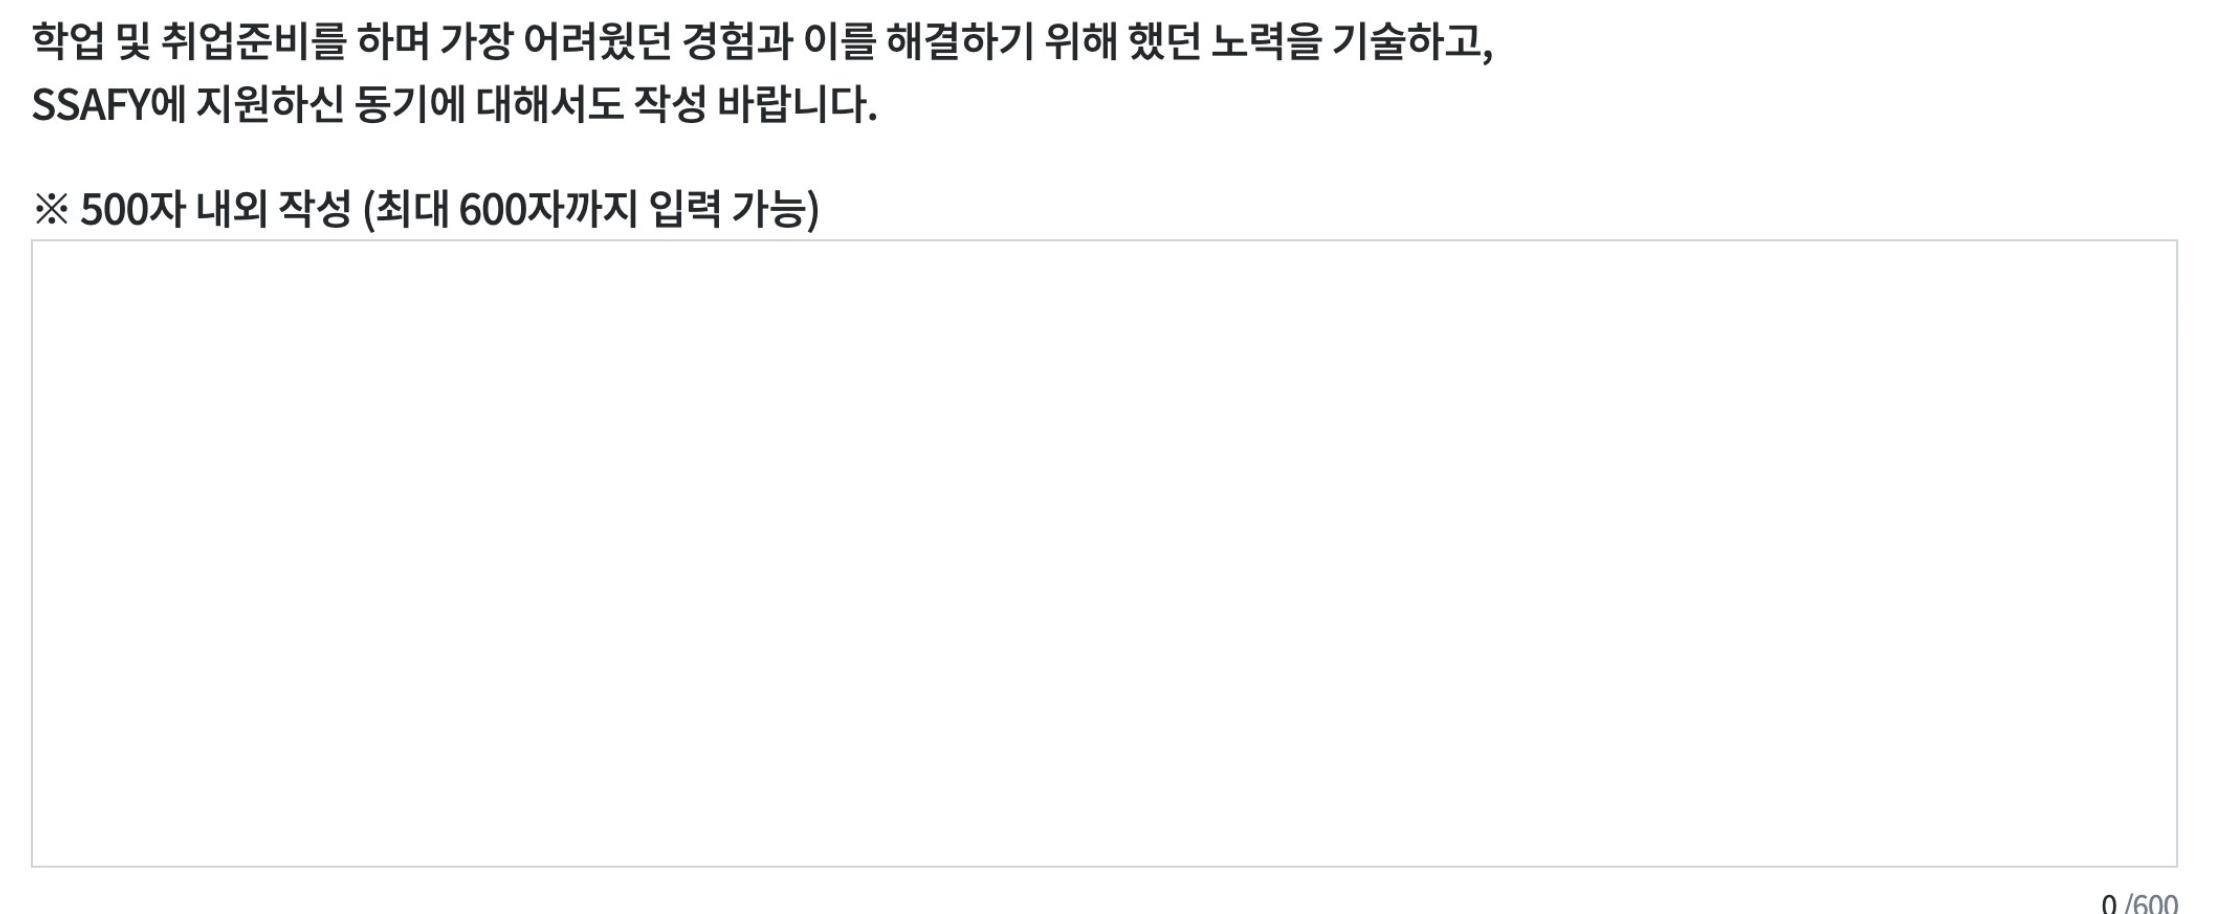 학업 및 취업준비를 하며 가장 어려웠던 경험과 이를 해결하기 위해 했던 노력을 기술하고,
SSAFY에 지원하신 동기에 대해서도 작성 바랍니다.
※ 500자 내외 작성 (최대 600자까지 입력 가능)
0 /600